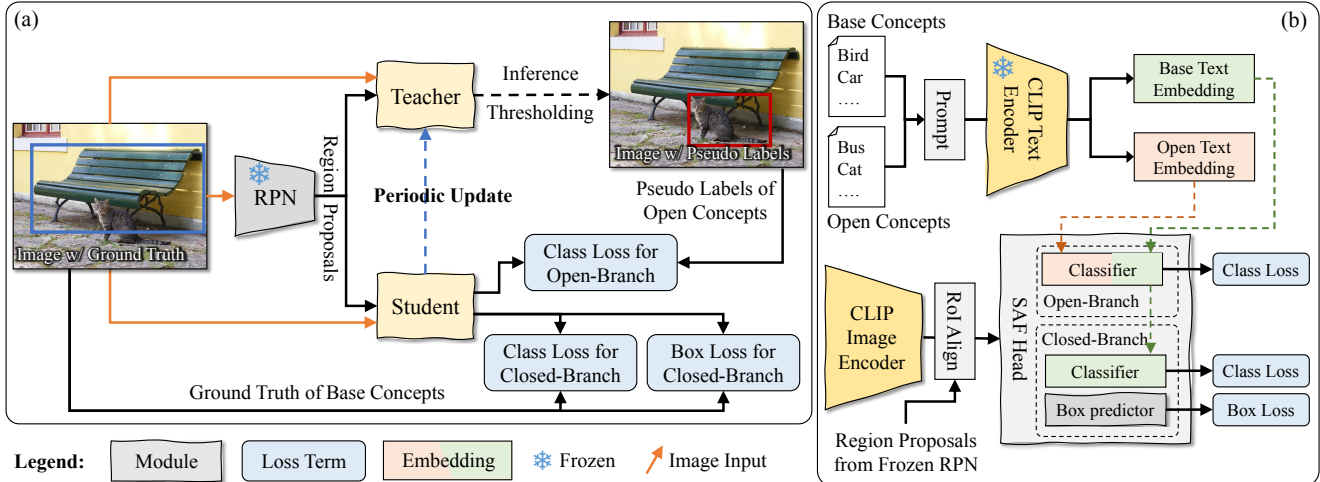 (a)
Teacher
Inference
Thresholding
Image w/ Pseudo Labels
Image w/ Ground Truth
RPN
Region Proposals
Periodic Update
Pseudo Labels of
Open Concepts
Class Loss for
Open-Branch
Student
Class Loss for
Closed-Branch
Box Loss for
Closed-Branch
Ground Truth of Base Concepts
(b)
Base Concepts
Bird
Car
....
Bus
Cat
....
Open Concepts
Prompt
CLIP Text
Encoder
Base Text
Embedding
Open Text
Embedding
CLIP
Image
Encoder
RoI Align
Region Proposals
from Frozen RPN
SAF Head
Classifier
Open-Branch
Closed-Branch
Classifier
Box predictor
Class Loss
Class Loss
Box Loss
Legend:
Module
Loss Term
Embedding
Frozen
Image Input